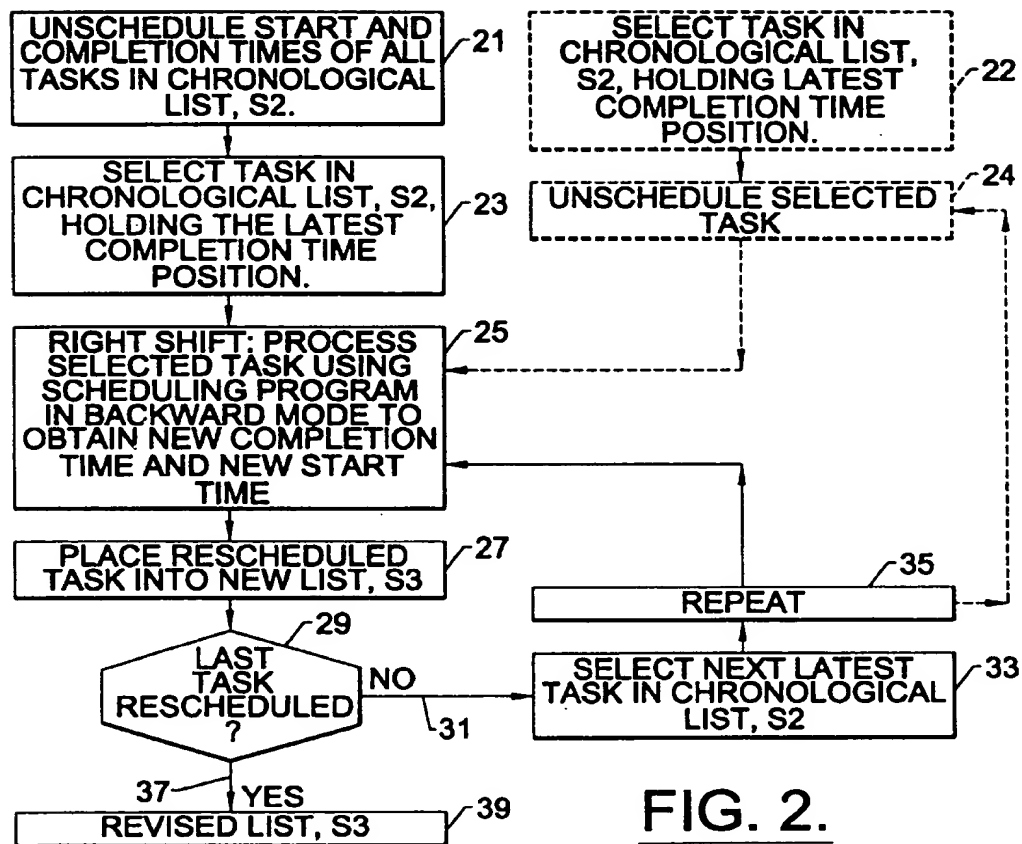 UNSCHEDULE START AND
COMPLETION TIMES OF ALL
TASKS IN CHRONOLOGICAL
LIST, S2.
21
SELECT TASK IN
CHRONOLOGICAL LIST,
S2, HOLDING LATEST
COMPLETION TIME
POSITION.
22
SELECT TASK IN
CHRONOLOGICAL LIST, S2,
HOLDING THE LATEST
COMPLETION TIME
POSITION.
23
UNSCHEDULE SELECTED
TASK
24
RIGHT SHIFT: PROCESS
SELECTED TASK USING
SCHEDULING PROGRAM
IN BACKWARD MODE TO
OBTAIN NEW COMPLETION
TIME AND NEW START
TIME
25
PLACE RESCHEDULED
TASK INTO NEW LIST, S3
27
REPEAT
35
LAST
TASK
RESCHEDULED
?
29
NO
31
SELECT NEXT LATEST
TASK IN CHRONOLOGICAL
LIST, S2
33
37
YES
REVISED LIST, S3
39
FIG. 2.